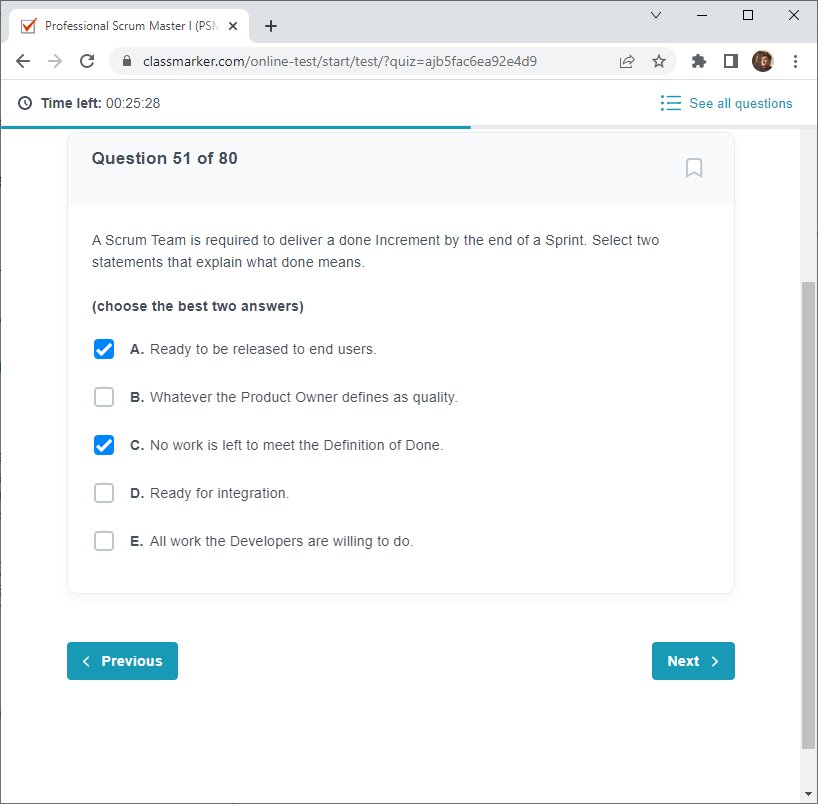 Professional Scrum Master I (PSM
classmarker.com/online-test/start/test/?quiz=ajb5fac6ea92e4d9
Time left: 00:25:28
See all questions
Question 51 of 80
A Scrum Team is required to deliver a done Increment by the end of a Sprint. Select two
statements that explain what done means.
(choose the best two answers)
A. Ready to be released to end users.
B. Whatever the Product Owner defines as quality.
C. No work is left to meet the Definition of Done.
D. Ready for integration.
E. All work the Developers are willing to do.
Previous
Next